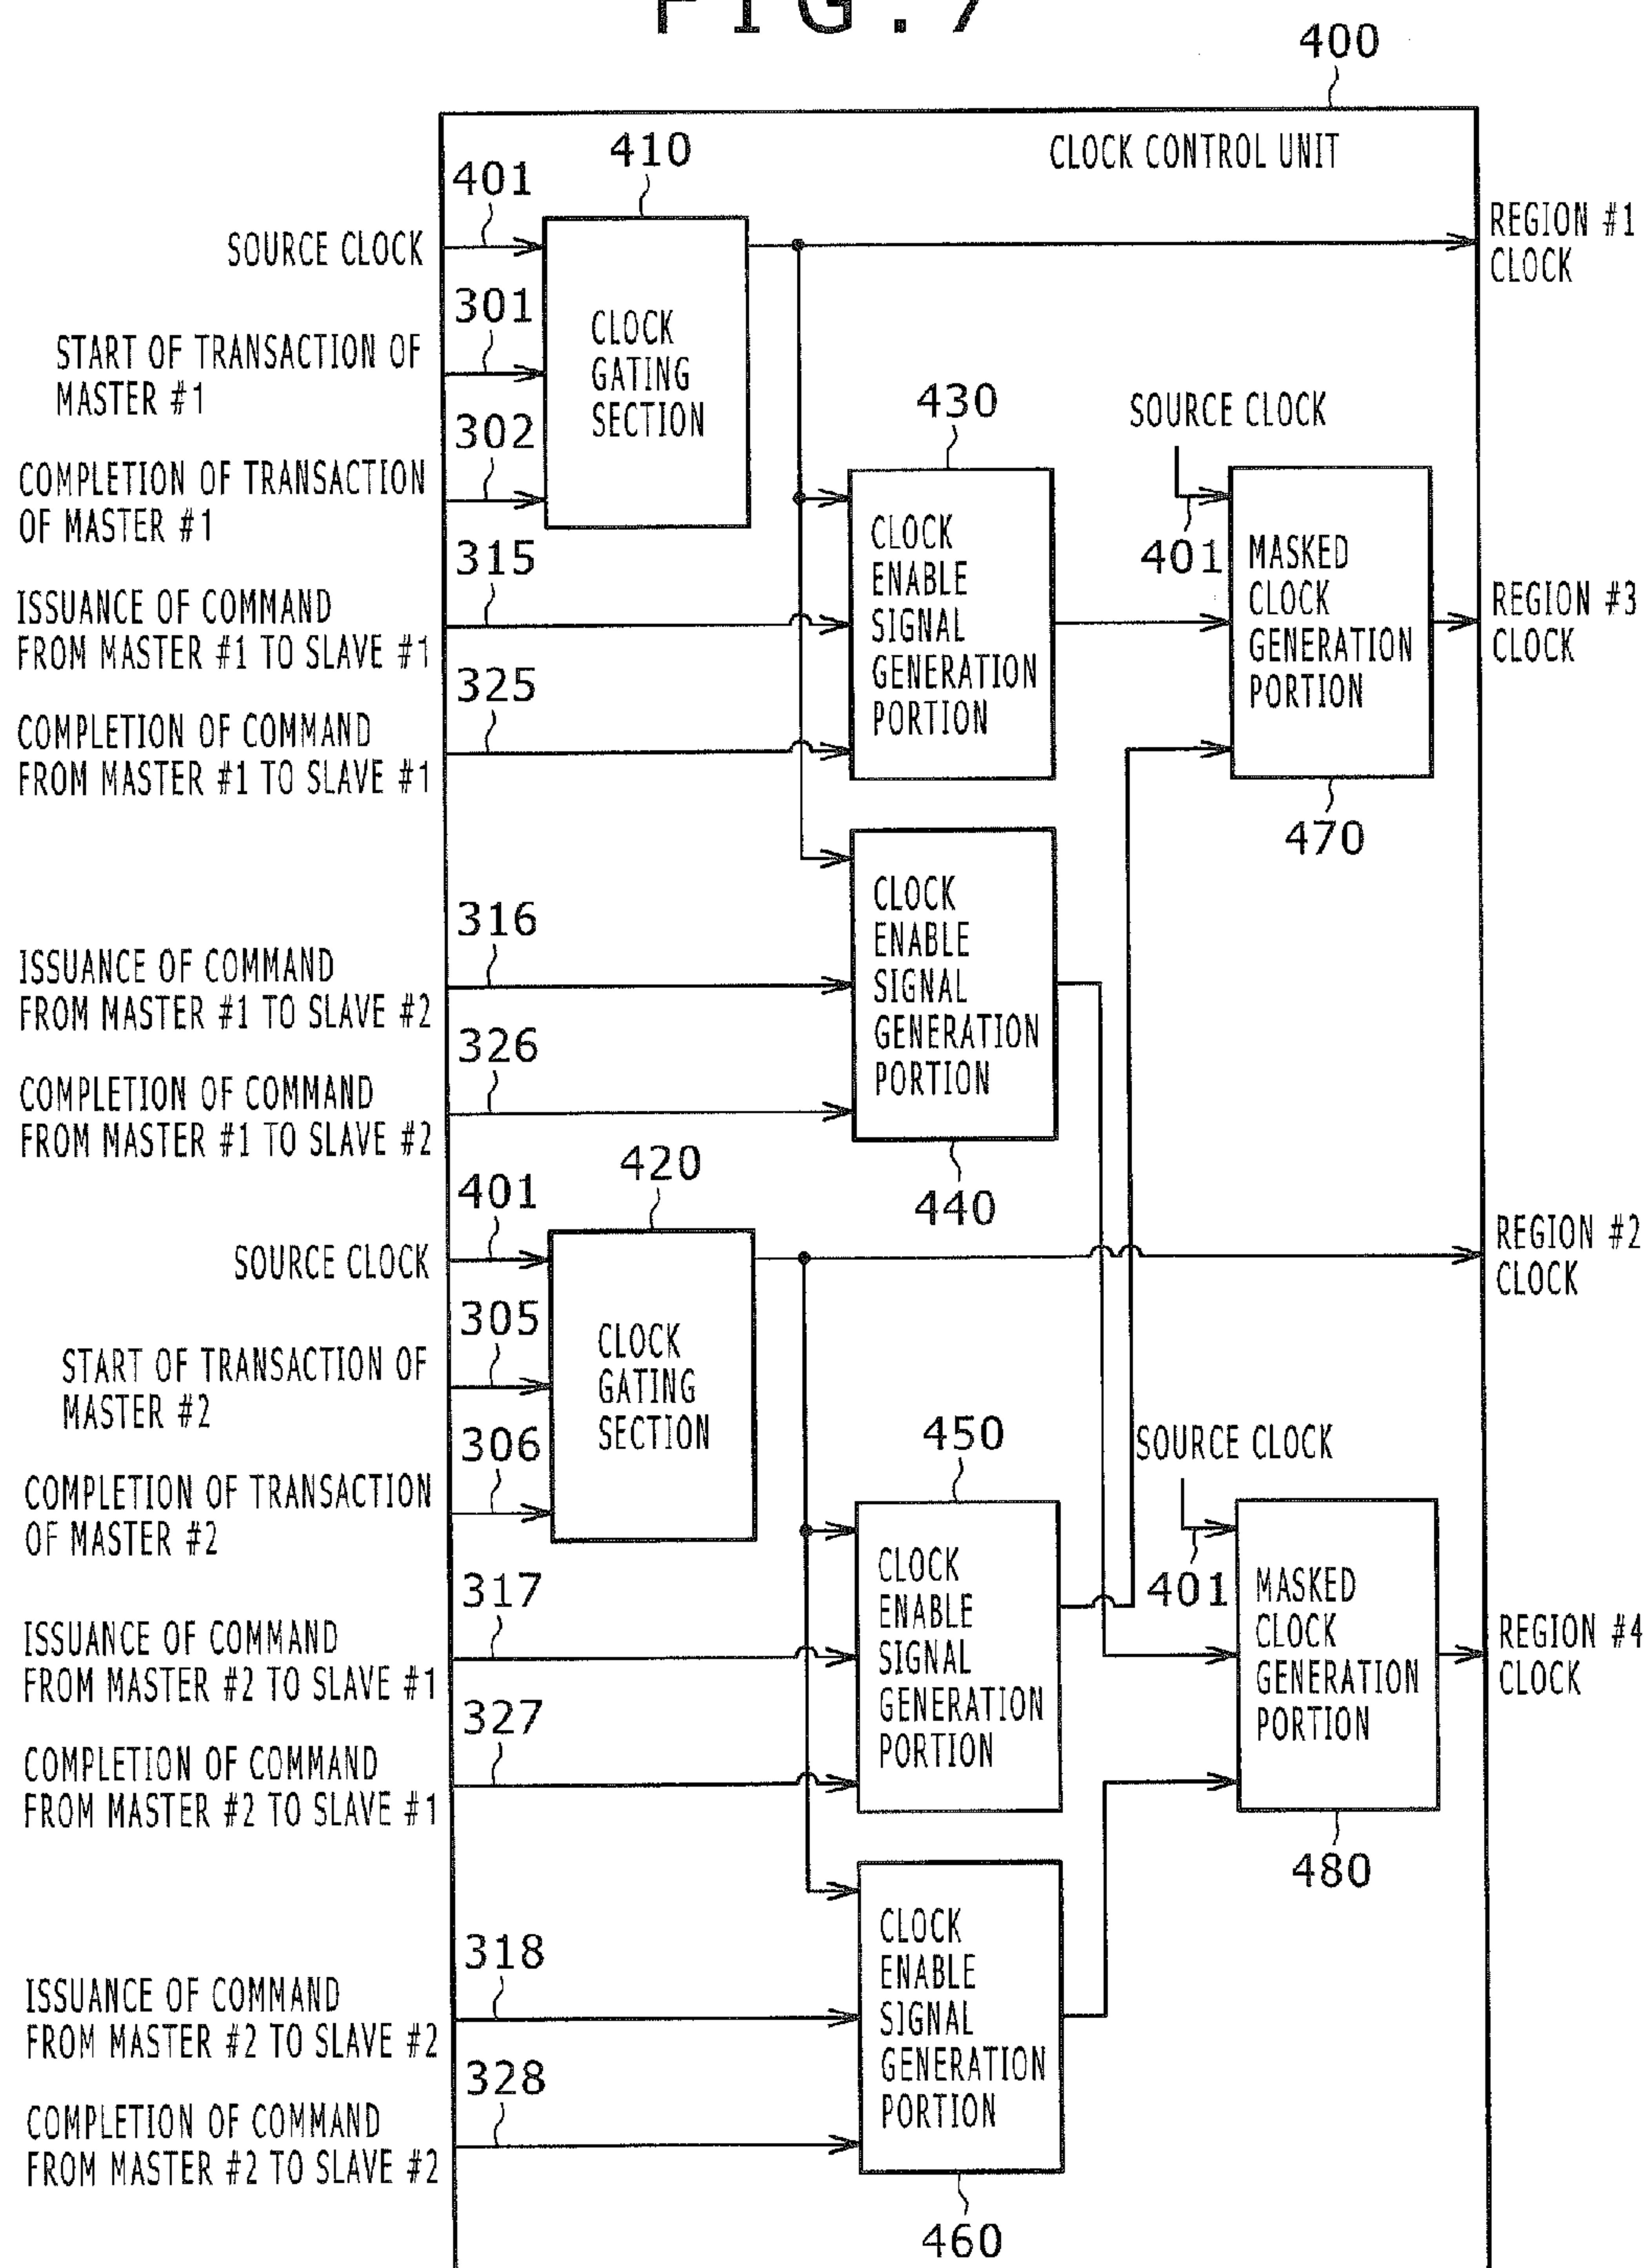 FIG.7
400
CLOCK CONTROL UNIT
410
401
SOURCE CLOCK
REGION #1
CLOCK
301
START OF TRANSACTION OF
MASTER #1
CLOCK
GATING
SECTION
302
COMPLETION OF TRANSACTION
OF MASTER #1
430
SOURCE CLOCK
401
315
ISSUANCE OF COMMAND
FROM MASTER #1 TO SLAVE #1
CLOCK
ENABLE
SIGNAL
GENERATION
PORTION
MASKED
CLOCK
GENERATION
PORTION
REGION #3
CLOCK
325
COMPLETION OF COMMAND
FROM MASTER #1 TO SLAVE #1
470
316
ISSUANCE OF COMMAND
FROM MASTER #1 TO SLAVE #2
CLOCK
ENABLE
SIGNAL
GENERATION
PORTION
326
COMPLETION OF COMMAND
FROM MASTER #1 TO SLAVE #2
440
420
401
SOURCE CLOCK
REGION #2
CLOCK
305
START OF TRANSACTION OF
MASTER #2
CLOCK
GATING
SECTION
306
COMPLETION OF TRANSACTION
OF MASTER #2
450
SOURCE CLOCK
401
317
ISSUANCE OF COMMAND
FROM MASTER #2 TO SLAVE #1
CLOCK
ENABLE
SIGNAL
GENERATION
PORTION
MASKED
CLOCK
GENERATION
PORTION
REGION #4
CLOCK
327
COMPLETION OF COMMAND
FROM MASTER #2 TO SLAVE #1
480
318
ISSUANCE OF COMMAND
FROM MASTER #2 TO SLAVE #2
CLOCK
ENABLE
SIGNAL
GENERATION
PORTION
328
COMPLETION OF COMMAND
FROM MASTER #2 TO SLAVE #2
460